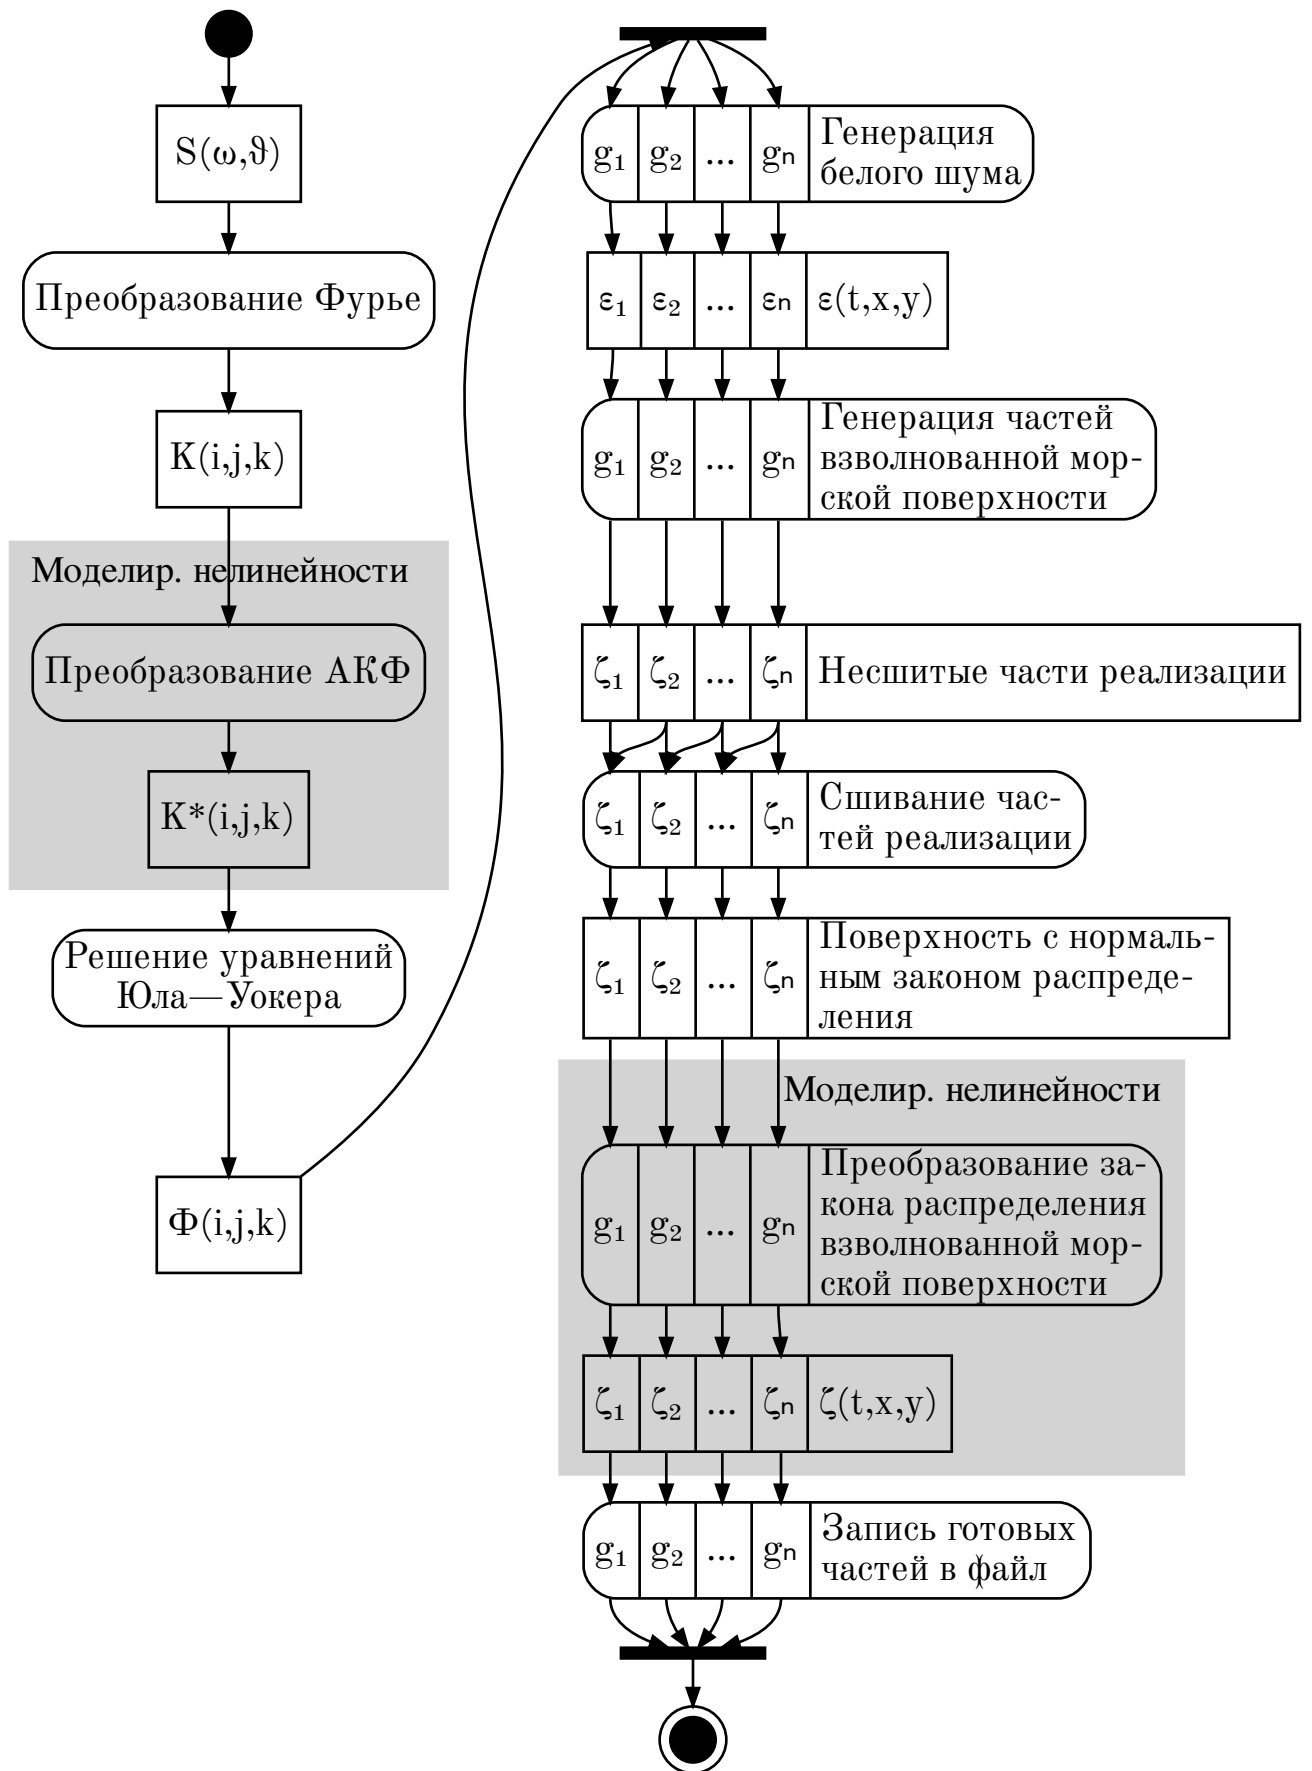 S(ω,ϑ)
Преобразование Фурье
K(i,j,k)
Моделир. нелинейности
Преобразование АКФ
K*(i,j,k)
Решение уравнений
Юла—Уокера
Φ(i,j,k)
g₁ g₂ ... gn
Генерация
белого шума
ε₁ ε₂ ... εn ε(t,x,y)
g₁ g₂ ... gn
Генерация частей
взволнованной мор-
ской поверхности
ζ₁ ζ₂ ... ζn Несшитые части реализации
ζ₁ ζ₂ ... ζn
Сшивание час-
тей реализации
ζ₁ ζ₂ ... ζn
Поверхность с нормаль-
ным законом распреде-
ления
Моделир. нелинейности
g₁ g₂ ... gn
Преобразование за-
кона распределения
взволнованной мор-
ской поверхности
ζ₁ ζ₂ ... ζn ζ(t,x,y)
g₁ g₂ ... gn
Запись готовых
частей в файл